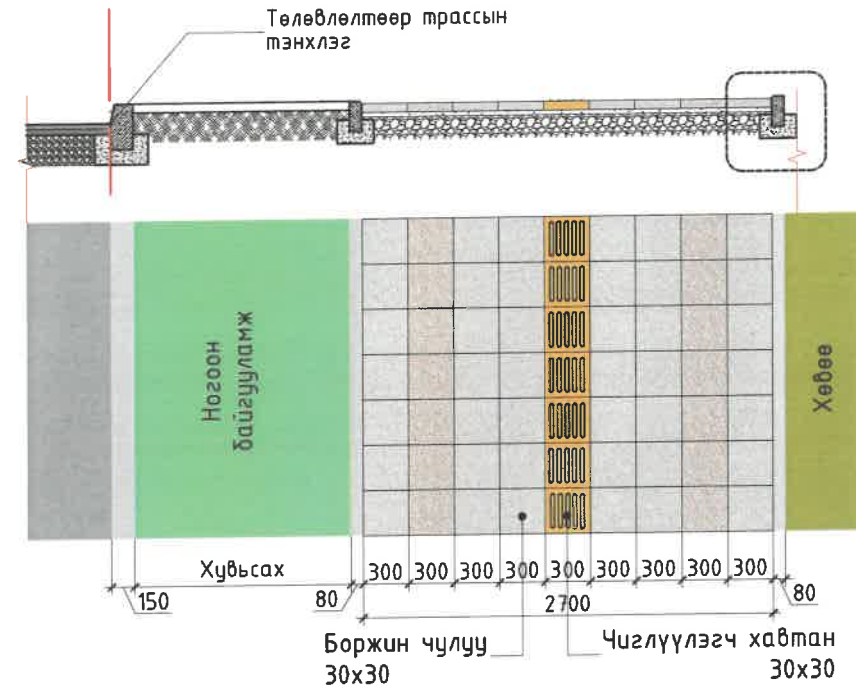 Төлөвлөлтөөр трассын
тэнхлэг
Ногоон
байгууламж
Хөвөө
Хувьсах
150
80
300 300 300 300 300 300 300 300 300
80
2700
Боржин чулуу
30x30
Чиглүүлэгч хавтан
30x30